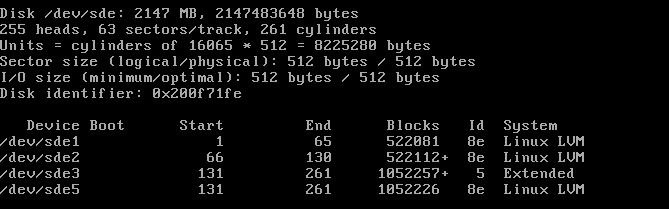 Disk /dev/sde: 2147 MB, 2147483648 bytes
255 heads, 63 sectors/track, 261 cylinders
Units = cylinders of 16065 * 512 = 8225280 bytes
Sector size (logical/physical): 512 bytes / 512 bytes
I/O size (minimum/optimal): 512 bytes / 512 bytes
Disk identifier: 0x200f71fe
Device Boot Start End Blocks Id System
/dev/sde1 1 65 522081 8e Linux LVM
/dev/sde2 66 130 522112+ 8e Linux LVM
/dev/sde3 131 261 1052257+ 5 Extended
/dev/sde5 131 261 1052226 8e Linux LVM